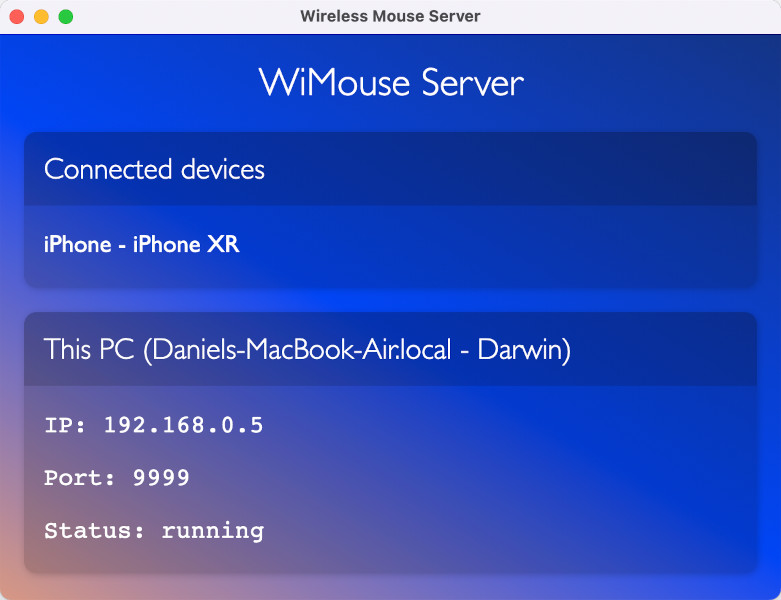 Wireless Mouse Server
WiMouse Server
Connected devices
iPhone - iPhone XR
This PC (Daniels-MacBook-Air.local - Darwin)
IP: 192.168.0.5
Port: 9999
Status: running